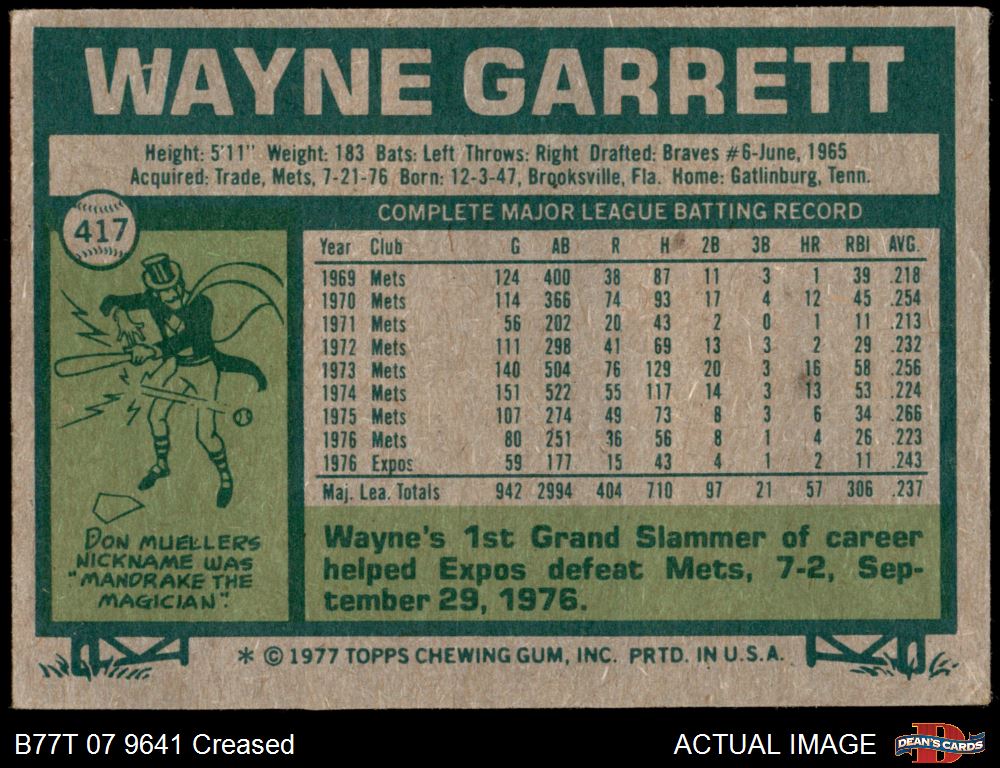 WAYNE GARRETT
Height: 5'11" Weight: 183 Bats: Left Throws: Right Drafted: Braves #6-June, 1965
Acquired: Trade, Mets, 7-21-76 Born: 12-3-47, Brooksville, Fla. Home: Gatlinburg, Tenn.
417
COMPLETE MAJOR LEAGUE BATTING RECORD
Year Club G AB R H 2B 3B HR RBI AVG.
1969 Mets 124 400 38 87 11 3 1 39 .218
1970 Mets 114 366 74 93 17 4 12 45 .254
1971 Mets 56 202 20 43 2 0 1 11 .213
1972 Mets 111 298 41 69 13 3 2 29 .232
1973 Mets 140 504 76 129 20 3 16 58 .256
1974 Mets 151 522 55 117 14 3 13 53 .224
1975 Mets 107 274 49 73 8 3 6 34 .266
1976 Mets 80 251 36 56 8 1 4 26 .223
1976 Expos 59 177 15 43 4 1 2 11 .243
Maj. Lea. Totals 942 2994 404 710 97 21 57 306 .237
DON MUELLERS
NICKNAME WAS
"MANDRAKE THE
MAGICIAN".
Wayne's 1st Grand Slammer of career
helped Expos defeat Mets, 7-2, Sep-
tember 29, 1976.
* © 1977 TOPPS CHEWING GUM, INC. PRTD. IN U.S.A.
B77T 07 9641 Creased
ACTUAL IMAGE
DEAN'S CARDS